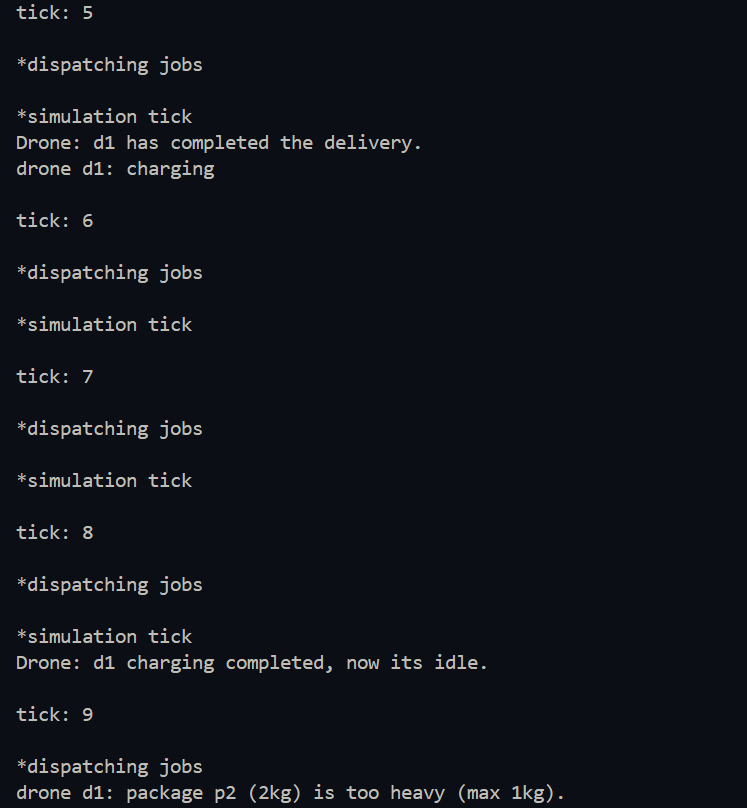 tick: 5
*dispatching jobs
*simulation tick
Drone: d1 has completed the delivery.
drone d1: charging
tick: 6
*dispatching jobs
*simulation tick
tick: 7
*dispatching jobs
*simulation tick
tick: 8
*dispatching jobs
*simulation tick
Drone: d1 charging completed, now its idle.
tick: 9
*dispatching jobs
drone d1: package p2 (2kg) is too heavy (max 1kg).